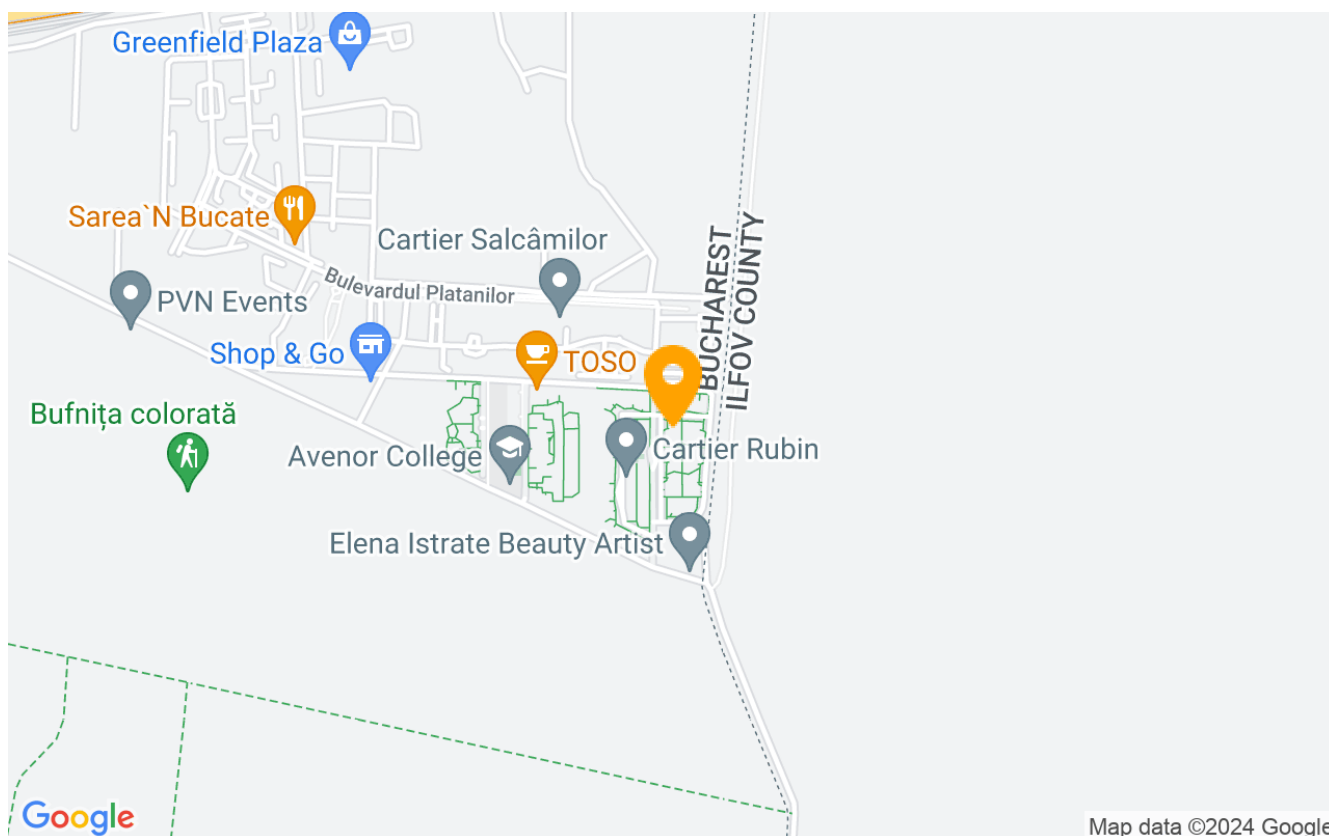 Greenfield Plaza
Sarea`N Bucate
Cartier Salcâmilor
BUCHAREST
ILFOV COUNTY
Bulevardul Platanilor
PVN Events
Shop & Go
TOSO
Bufnița colorată
Avenor College
Cartier Rubin
Elena Istrate Beauty Artist
Google
Map data ©2024 Google